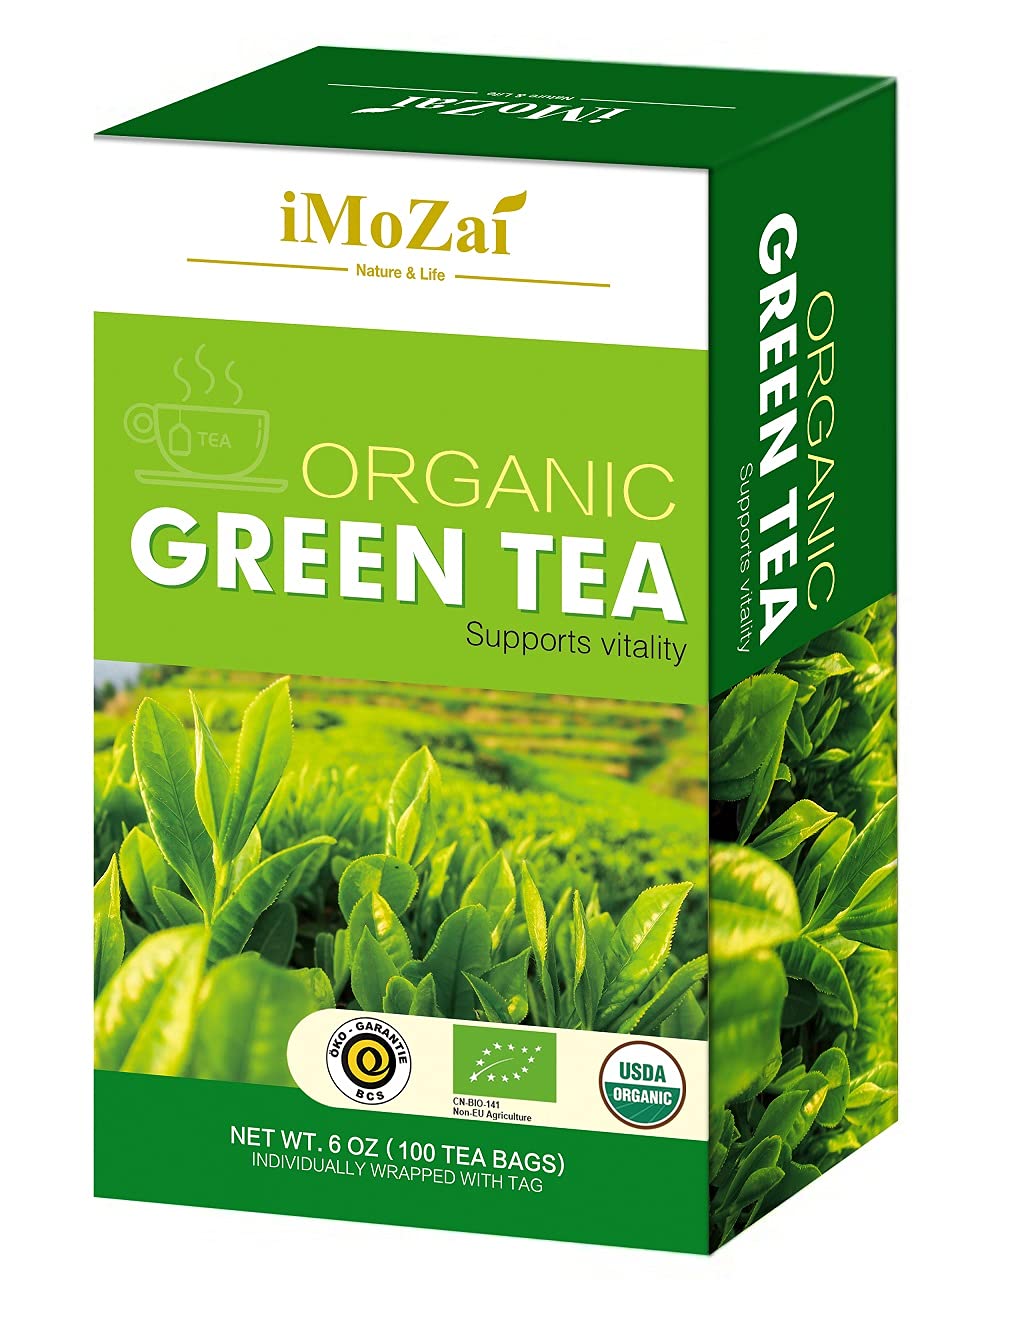 iMoZai
Nature & Life
iMoZai
Nature & Life
TEA
ORGANIC
GREEN TEA
Supports vitality
ÖKO - GARANTIE
BCS
CN-BIO-141
Non-EU Agriculture
USDA
ORGANIC
NET WT. 6 OZ ( 100 TEA BAGS)
INDIVIDUALLY WRAPPED WITH TAG
ORGANIC
GREEN TEA
Supports vitality